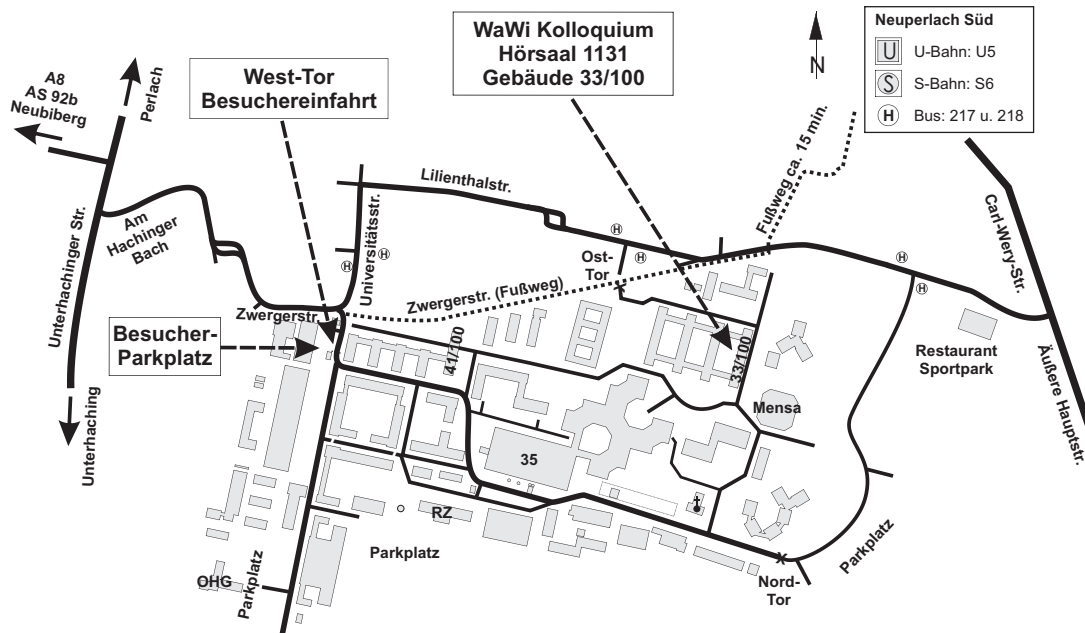 WaWi Kolloquium
Hörsaal 1131
Gebäude 33/100
N
Neuperlach Süd
U
U-Bahn: U5
S
S-Bahn: S6
H
Bus: 217 u. 218
West-Tor
Besuchereinfahrt
A8
AS 92b
Neubiberg
Perlach
Fußweg ca. 15 min.
Lilienthalstr.
Am
Hachinger
Bach
Universitätsstr.
H
H
Ost-
Tor
H
H
H
Carl-Wery-Str.
Unterhachinger Str.
Zwergerstr. (Fußweg)
Zwergerstr.
Besucher-
Parkplatz
41/100
33/100
Restaurant
Sportpark
Äußere Hauptstr.
Mensa
Unterhaching
35
RZ
Parkplatz
Parkplatz
OHG
Parkplatz
X
Nord-
Tor